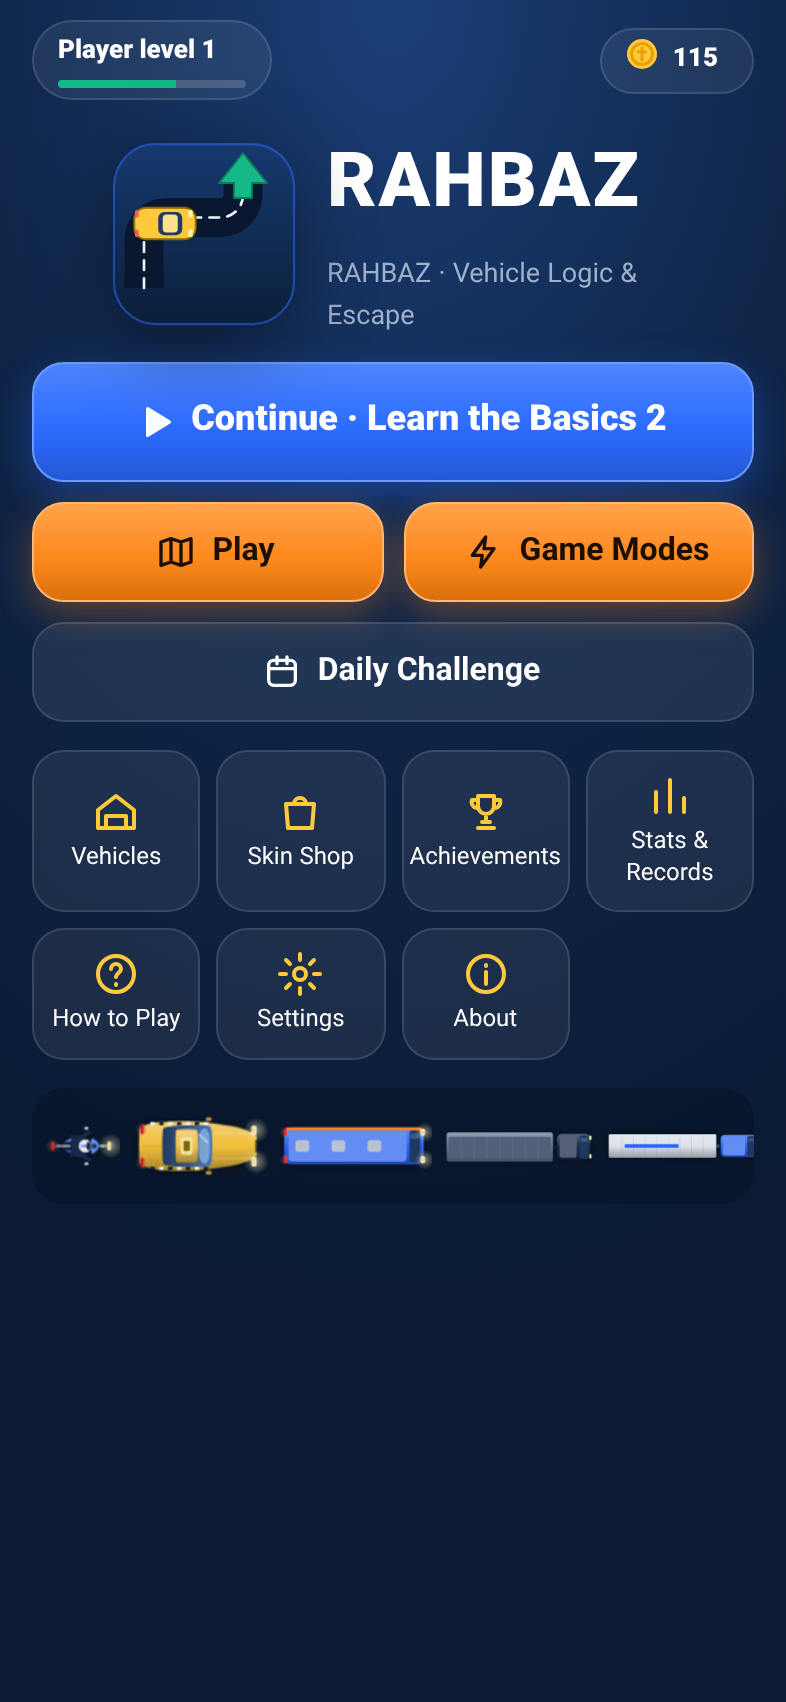 Player level 1
115
RAHBAZ
RAHBAZ · Vehicle Logic &
Escape
Continue · Learn the Basics 2
Play
Game Modes
Daily Challenge
Vehicles
Skin Shop
Achievements
Stats &
Records
How to Play
Settings
About